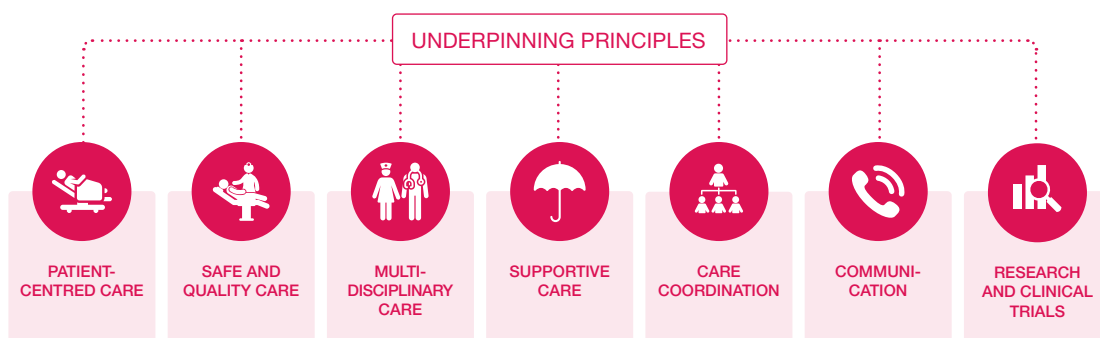 UNDERPINNING PRINCIPLES
PATIENT-
CENTRED CARE
SAFE AND
QUALITY CARE
MULTI-
DISCIPLINARY
CARE
SUPPORTIVE
CARE
CARE
COORDINATION
COMMUNI-
CATION
RESEARCH
AND CLINICAL
TRIALS